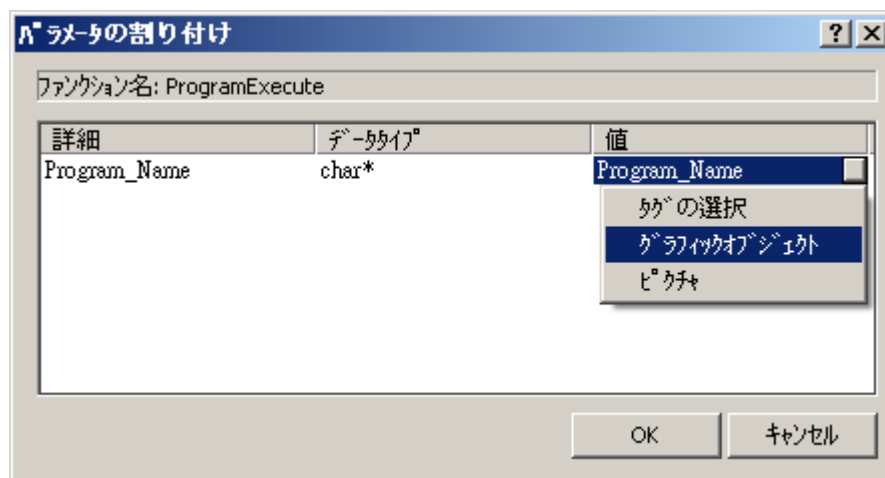 ﾊﾟﾗﾒｰﾀの割り付け
ﾌｧﾝｸｼｮﾝ名: ProgramExecute
詳細 ﾃﾞｰﾀﾀｲﾌﾟ 値
Program_Name char* Program_Name
ﾀｸﾞの選択
ｸﾞﾗﾌｨｯｸｵﾌﾞｼﾞｪｸﾄ
ﾋﾟｸﾁｬ
OK ｷｬﾝｾﾙ